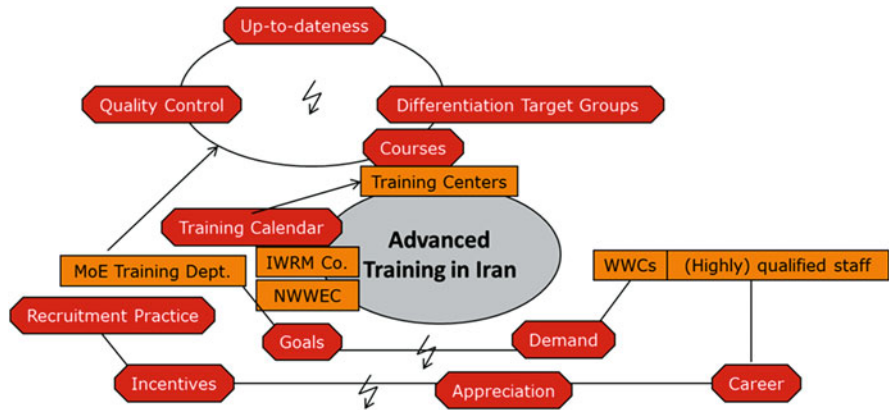 Up-to-dateness
Quality Control
Differentiation Target Groups
Courses
Training Centers
Training Calendar
Advanced
Training in Iran
IWRM Co.
MoE Training Dept.
WWCs
(Highly) qualified staff
NWWEC
Recruitment Practice
Goals
Demand
Incentives
Appreciation
Career